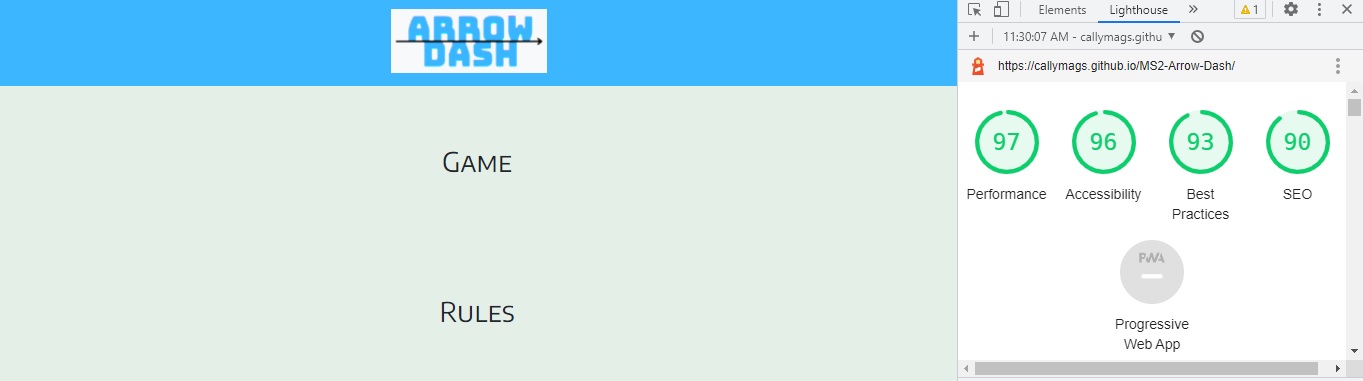 ARROW
DASH
Game
Rules
Elements
Lighthouse
1
11:30:07 AM - callymags.githu
https://callymags.github.io/MS2-Arrow-Dash/
97
96
93
90
Performance
Accessibility
Best
Practices
SEO
PWA
Progressive
Web App